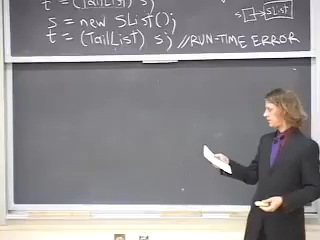 t = (TailList) s;
s = new SList();
t = (TailList) s; //RUN-TIME ERROR
s
SList